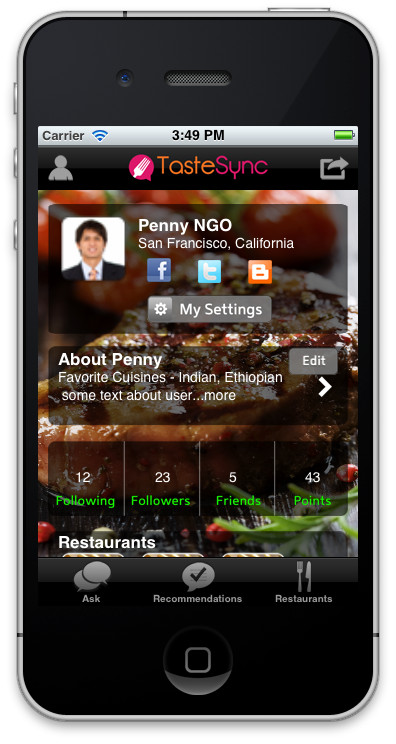 Carrier 3:49 PM
TasteSync
Penny NGO
San Francisco, California
My Settings
About Penny
Edit
Favorite Cuisines - Indian, Ethiopian
some text about user...more
12 23 5 43
Following Followers Friends Points
Restaurants
Ask Recommendations Restaurants